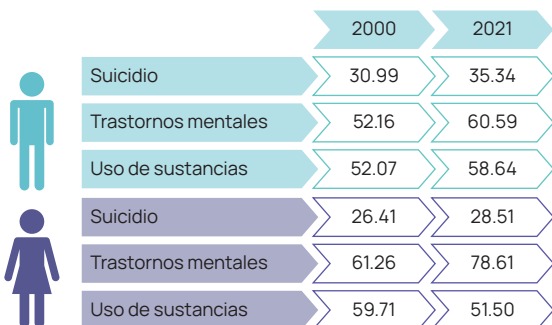 2000 2021
Suicidio 30.99 35.34
Trastornos mentales 52.16 60.59
Uso de sustancias 52.07 58.64
Suicidio 26.41 28.51
Trastornos mentales 61.26 78.61
Uso de sustancias 59.71 51.50